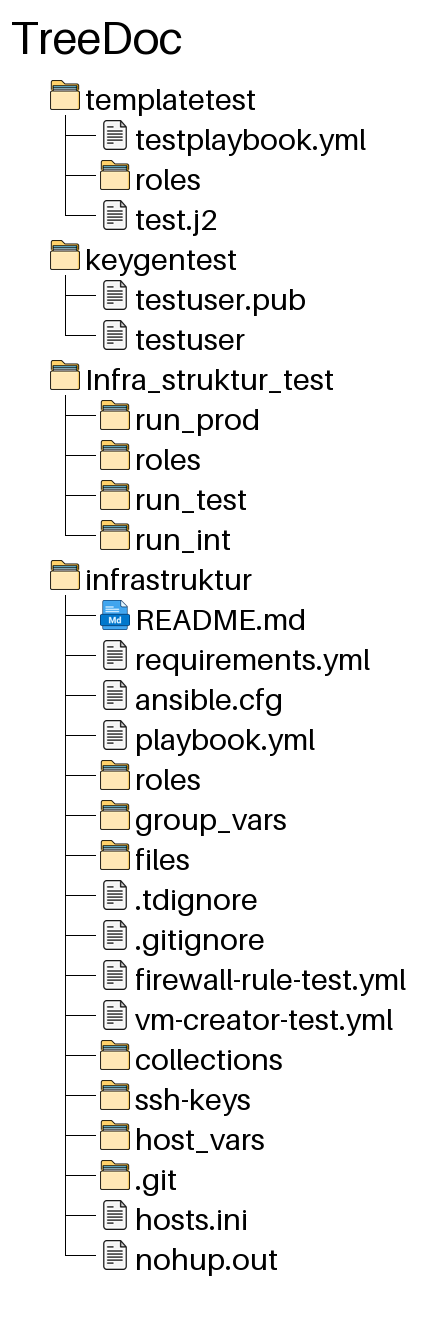 TreeDoc
templatetest
testplaybook.yml
roles
test.j2
keygentest
testuser.pub
testuser
Infra_struktur_test
run_prod
roles
run_test
run_int
infrastruktur
Md README.md
requirements.yml
ansible.cfg
playbook.yml
roles
group_vars
files
.tdignore
.gitignore
firewall-rule-test.yml
vm-creator-test.yml
collections
ssh-keys
host_vars
.git
hosts.ini
nohup.out